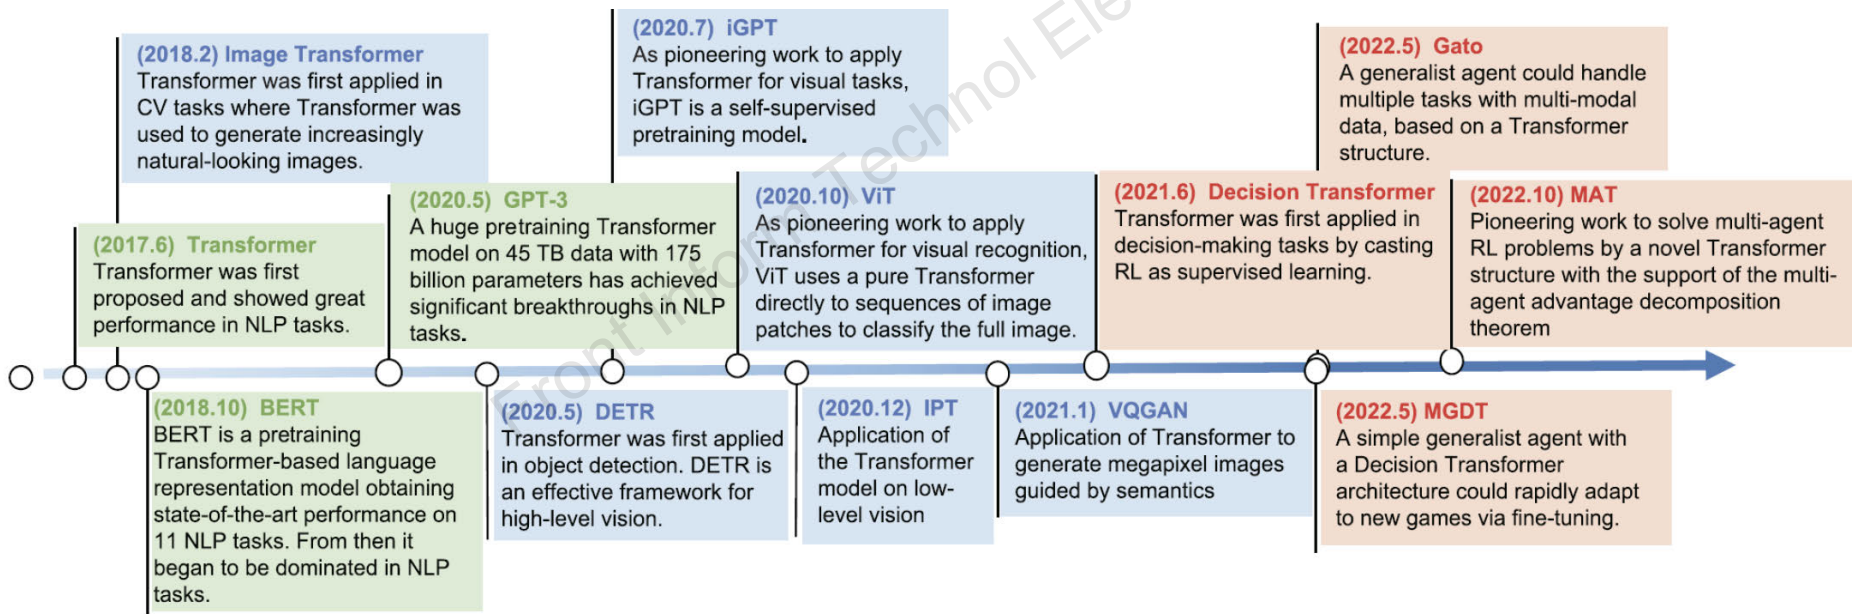 (2018.2) Image Transformer
Transformer was first applied in
CV tasks where Transformer was
used to generate increasingly
natural-looking images.
(2020.7) iGPT
As pioneering work to apply
Transformer for visual tasks,
iGPT is a self-supervised
pretraining model.
(2022.5) Gato
A generalist agent could handle
multiple tasks with multi-modal
data, based on a Transformer
structure.
(2017.6) Transformer
Transformer was first
proposed and showed great
performance in NLP tasks.
(2020.5) GPT-3
A huge pretraining Transformer
model on 45 TB data with 175
billion parameters has achieved
significant breakthroughs in NLP
tasks.
(2020.10) ViT
As pioneering work to apply
Transformer for visual recognition,
ViT uses a pure Transformer
directly to sequences of image
patches to classify the full image.
(2021.6) Decision Transformer
Transformer was first applied in
decision-making tasks by casting
RL as supervised learning.
(2022.10) MAT
Pioneering work to solve multi-agent
RL problems by a novel Transformer
structure with the support of the multi-
agent advantage decomposition
theorem
(2018.10) BERT
BERT is a pretraining
Transformer-based language
representation model obtaining
state-of-the-art performance on
11 NLP tasks. From then it
began to be dominated in NLP
tasks.
(2020.5) DETR
Transformer was first applied
in object detection. DETR is
an effective framework for
high-level vision.
(2020.12) IPT
Application of
the Transformer
model on low-
level vision
(2021.1) VQGAN
Application of Transformer to
generate megapixel images
guided by semantics
(2022.5) MGDT
A simple generalist agent with
a Decision Transformer
architecture could rapidly adapt
to new games via fine-tuning.
Front Inform Technol Ele